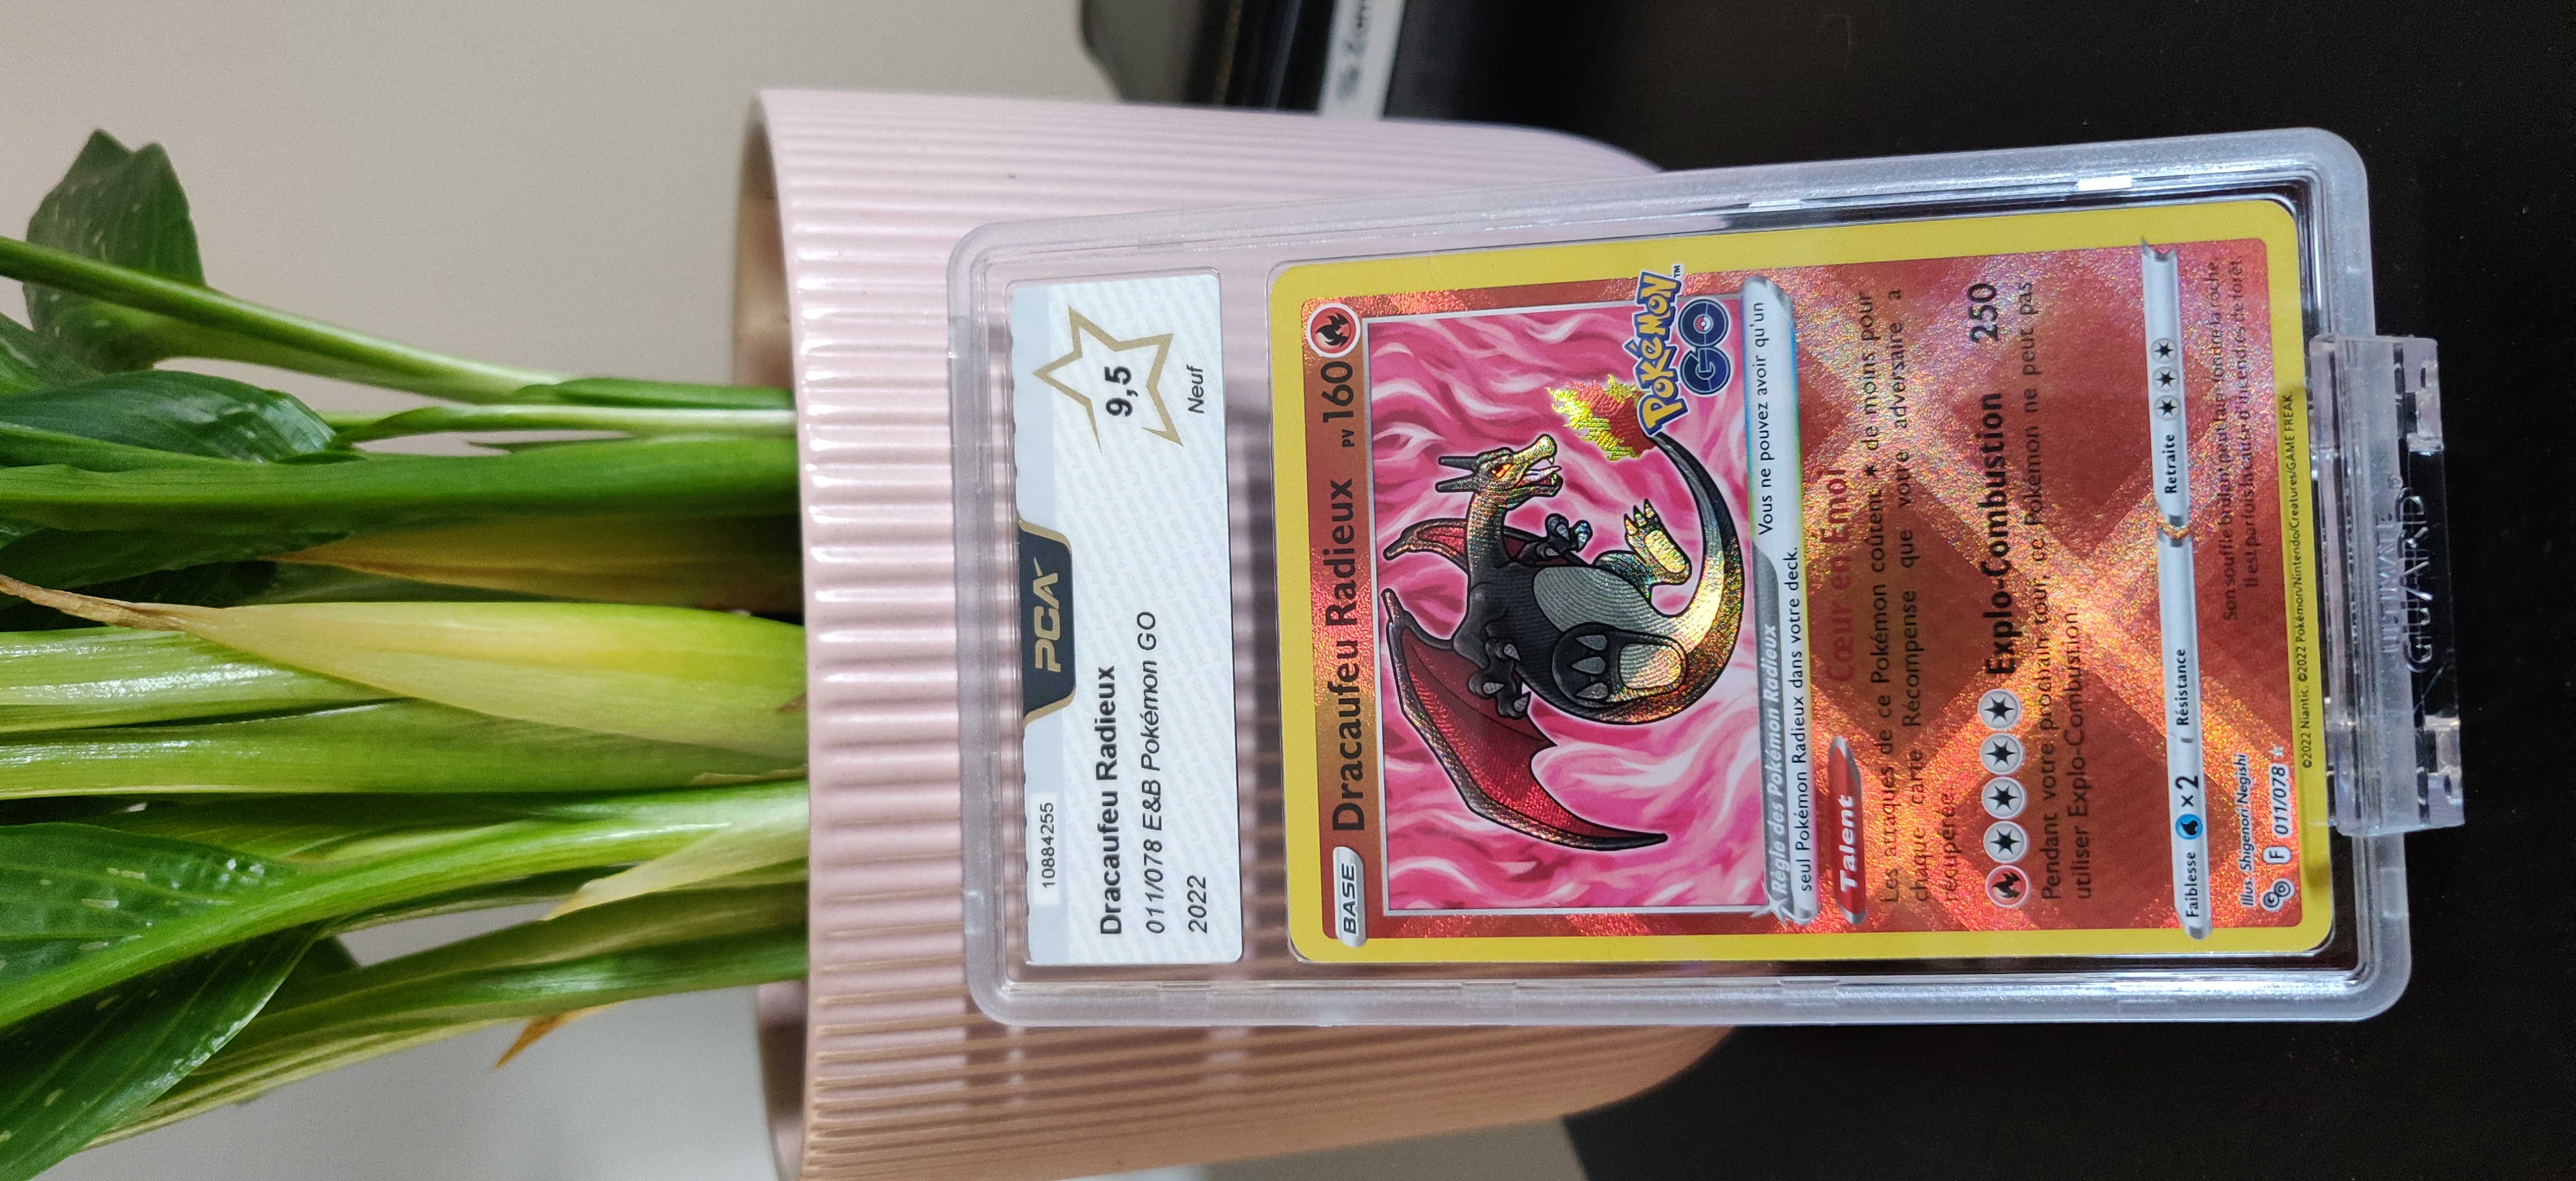 10884255
PCA
Dracaufeu Radieux
011/078 E&B Pokémon GO
2022
9,5
Neuf
BASE
Dracaufeu Radieux
PV 160
POKÉMON™
GO
Règle des Pokémon Radieux
Vous ne pouvez avoir qu'un
seul Pokémon Radieux dans votre deck.
Talent
Cœur en Émoi
Les attaques de ce Pokémon coûtent de moins pour
chaque carte Récompense que votre adversaire a
récupérée.
Explo-Combustion 250
Pendant votre prochain tour, ce Pokémon ne peut pas
utiliser Explo-Combustion.
Faiblesse ×2 Résistance Retraite
Illus. Shigenori Negishi
Son souffle brûlant peut faire fondre la roche.
Il est parfois la cause d'incendies de forêt.
GO F 011/078
©2022 Niantic. ©2022 Pokémon/Nintendo/Creatures/GAME FREAK.
ULTIMATE
GUARD®